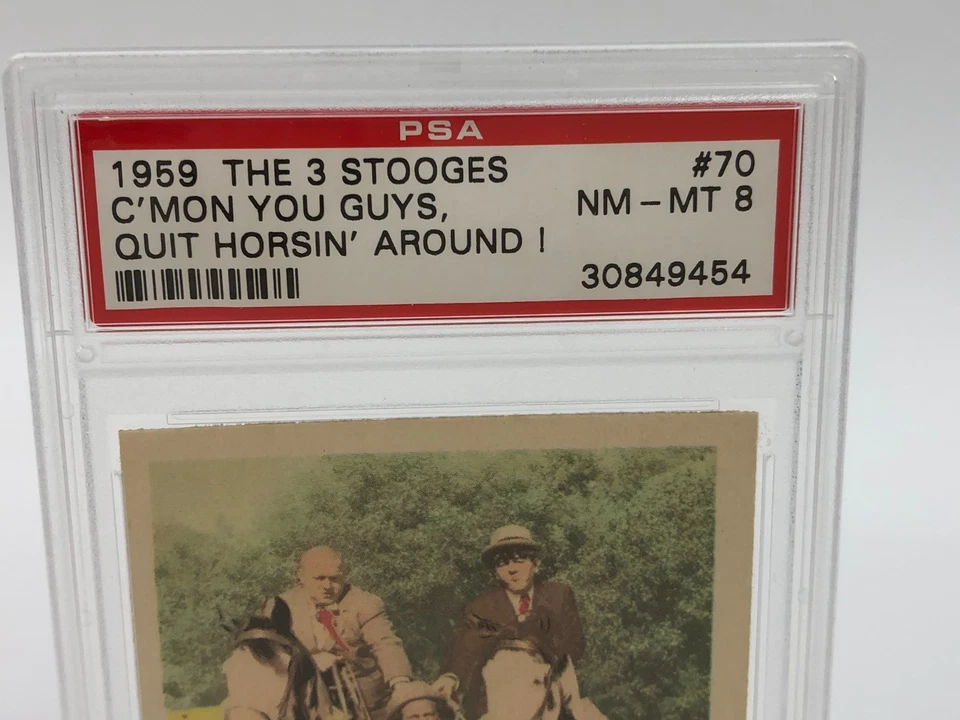 PSA
1959 THE 3 STOOGES #70
C'MON YOU GUYS, NM-MT 8
QUIT HORSIN' AROUND !
30849454